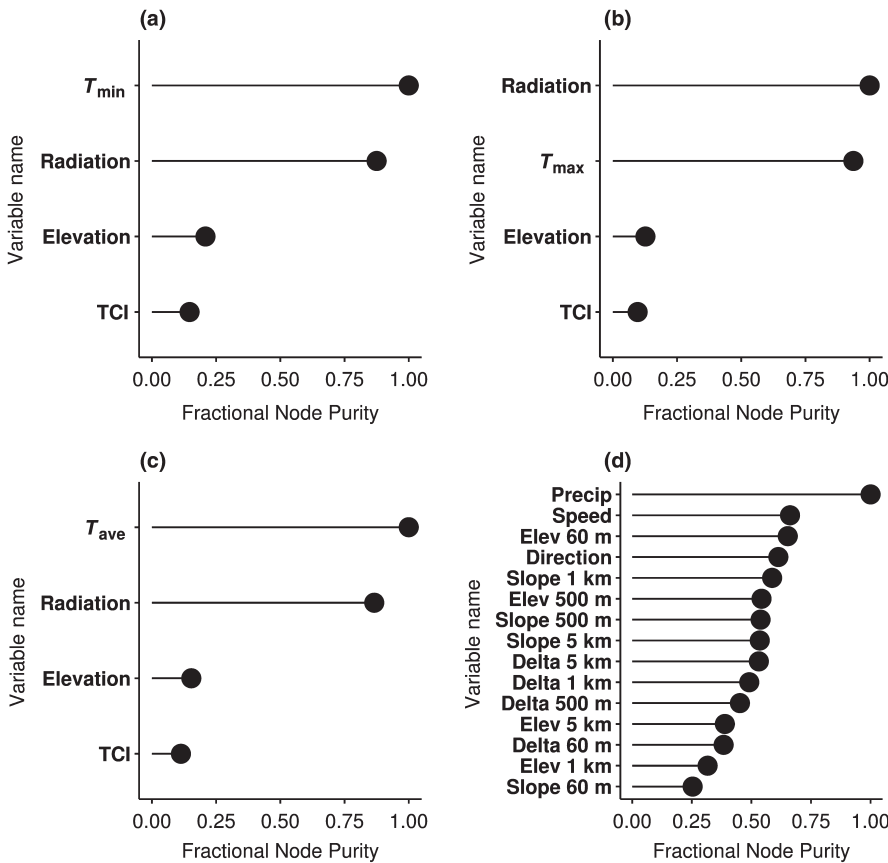 (a)
Variable name
Tmin
Radiation
Elevation
TCI
0.00 0.25 0.50 0.75 1.00
Fractional Node Purity
(b)
Variable name
Radiation
Tmax
Elevation
TCI
0.00 0.25 0.50 0.75 1.00
Fractional Node Purity
(c)
Variable name
Tave
Radiation
Elevation
TCI
0.00 0.25 0.50 0.75 1.00
Fractional Node Purity
(d)
Variable name
Precip
Speed
Elev 60 m
Direction
Slope 1 km
Elev 500 m
Slope 500 m
Slope 5 km
Delta 5 km
Delta 1 km
Delta 500 m
Elev 5 km
Delta 60 m
Elev 1 km
Slope 60 m
0.00 0.25 0.50 0.75 1.00
Fractional Node Purity